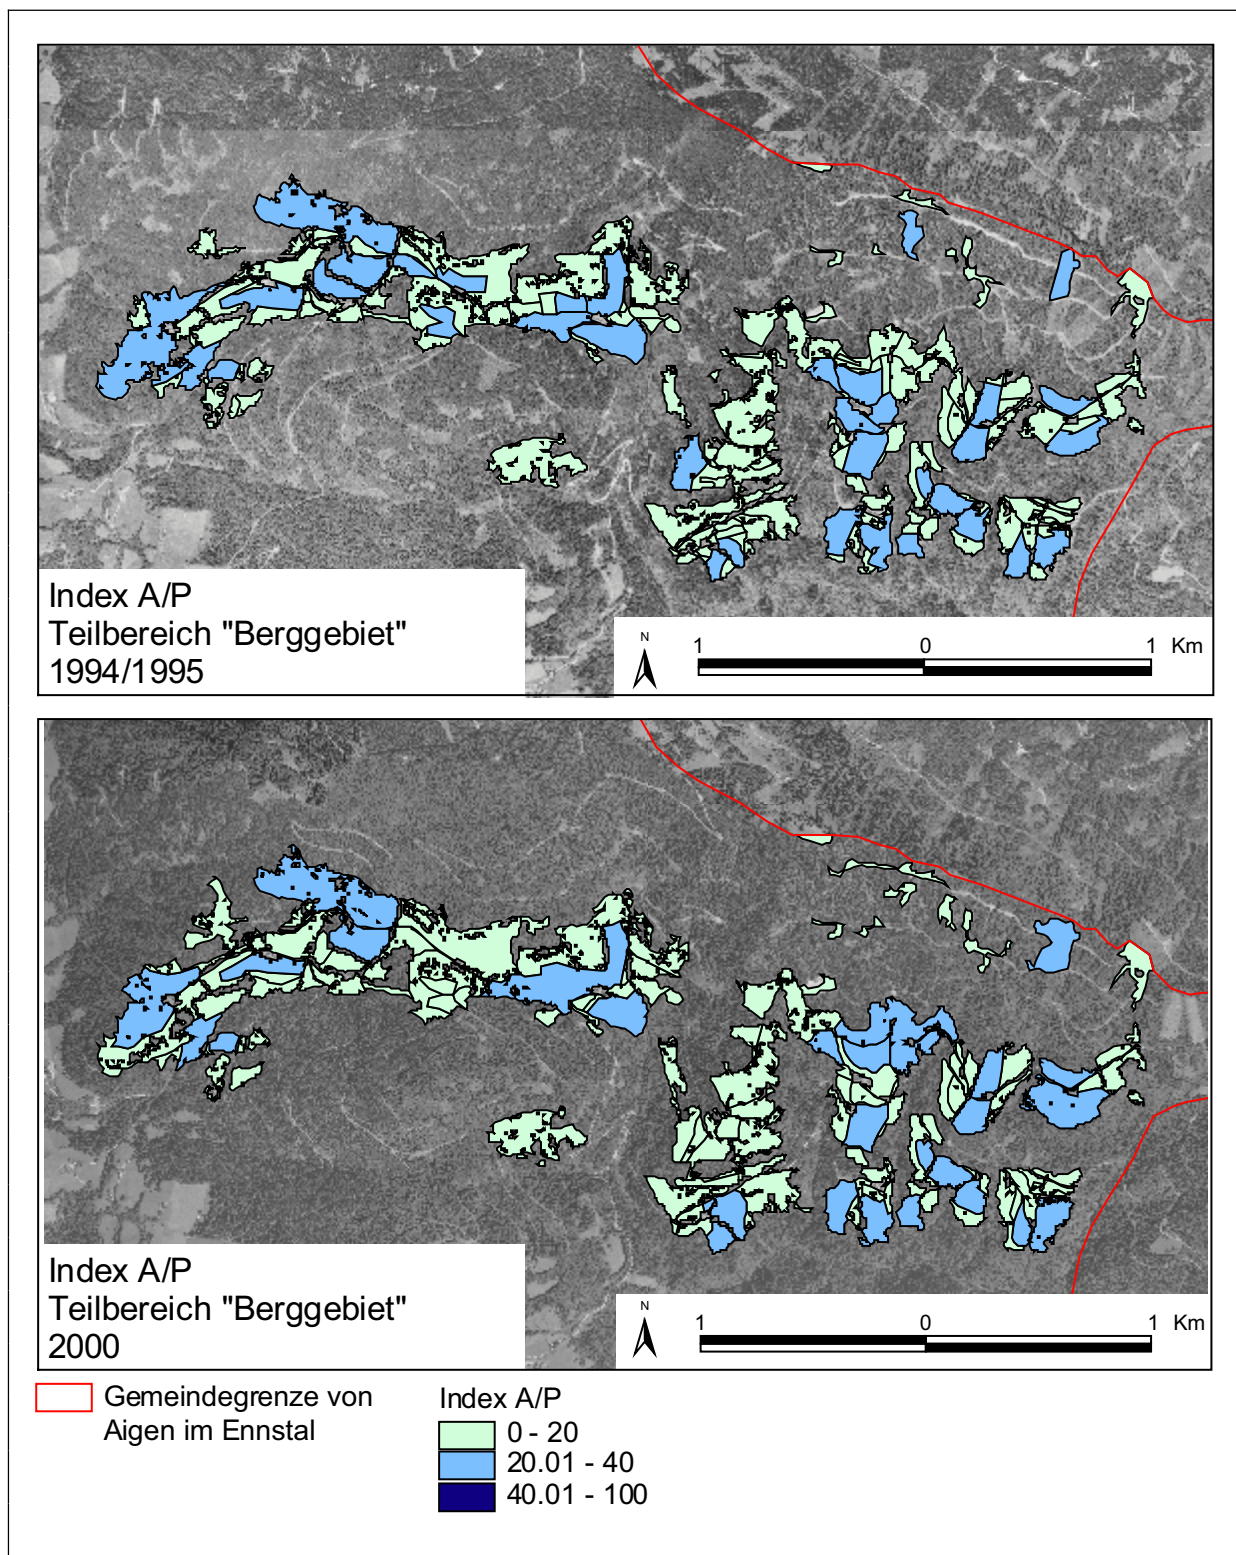 Index A/P
Teilbereich "Berggebiet"
1994/1995
N
1 0 1 Km
Index A/P
Teilbereich "Berggebiet"
2000
N
1 0 1 Km
Gemeindegrenze von
Aigen im Ennstal
Index A/P
0 - 20
20.01 - 40
40.01 - 100